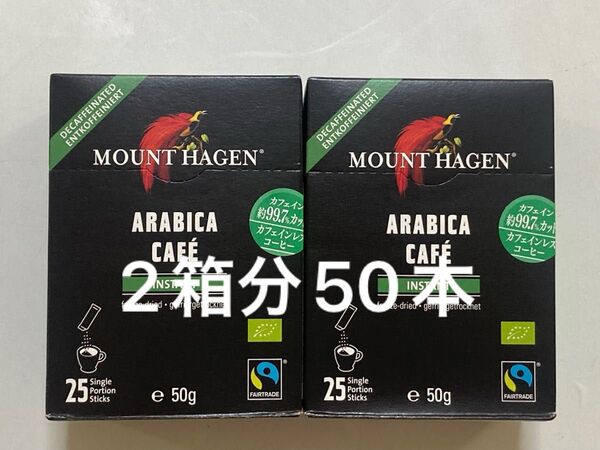 DECAFFEINATED
ENTKOFFEINIERT
MOUNT HAGEN®
ARABICA
CAFÉ
カフェイン
約99.7%カット
カフェインレス
コーヒー
25 Single
Portion
Sticks
℮ 50g
FAIRTRADE
DECAFFEINATED
ENTKOFFEINIERT
MOUNT HAGEN®
ARABICA
CAFÉ
カフェイン
約99.7%カット
カフェインレス
コーヒー
INSTANT
25 Single
Portion
Sticks
℮ 50g
FAIRTRADE
2箱分50本